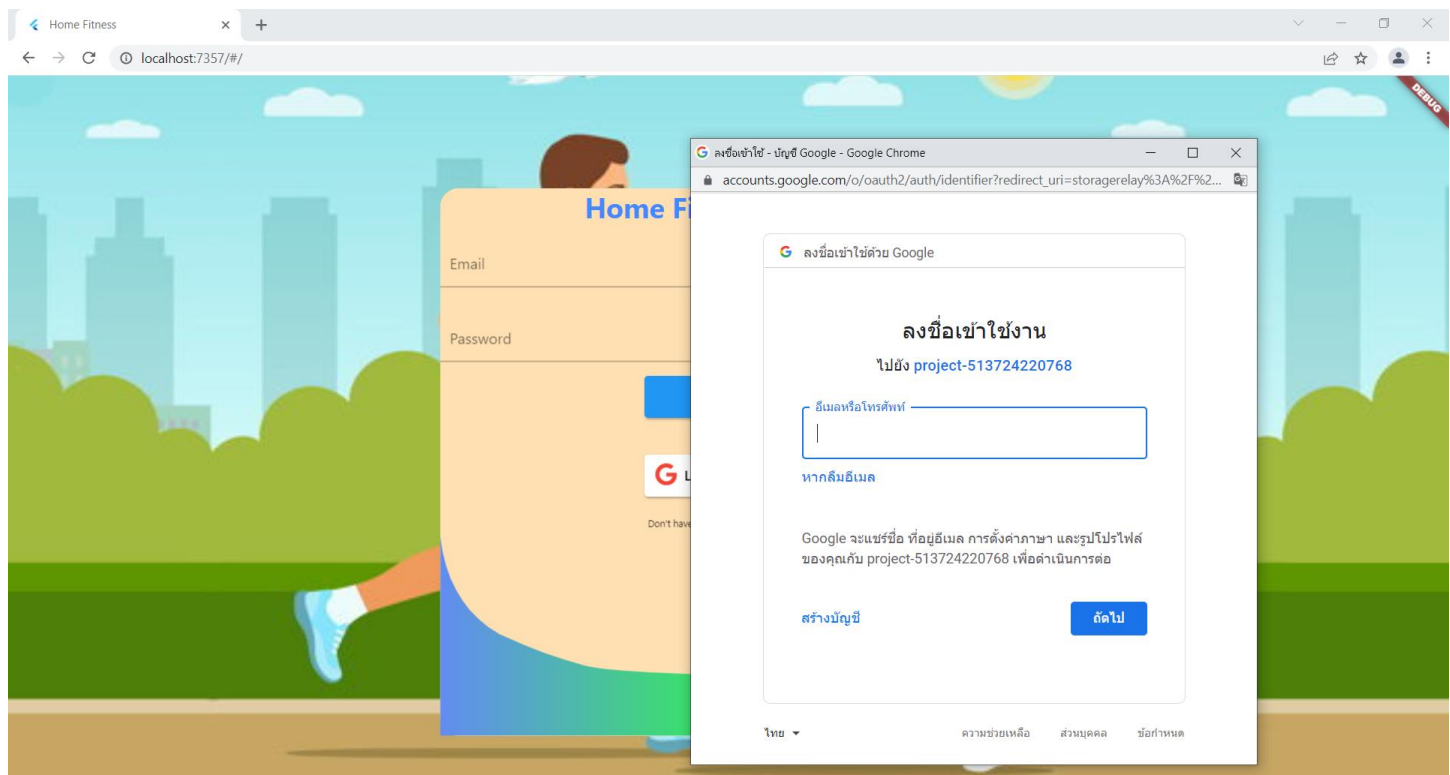 Home Fitness
localhost:7357/#/
DEBUG
Home Fi
Email
Password
G L
Don't have
ลงชื่อเข้าใช้ - บัญชี Google - Google Chrome
accounts.google.com/o/oauth2/auth/identifier?redirect_uri=storagerelay%3A%2F%2...
ลงชื่อเข้าใช้ด้วย Google
ลงชื่อเข้าใช้งาน
ไปยัง project-513724220768
อีเมลหรือโทรศัพท์
หากลืมอีเมล
Google จะแชร์ชื่อ ที่อยู่อีเมล การตั้งค่าภาษา และรูปโปรไฟล์
ของคุณกับ project-513724220768 เพื่อดำเนินการต่อ
สร้างบัญชี
ถัดไป
ไทย
ความช่วยเหลือ ส่วนบุคคล ข้อกำหนด